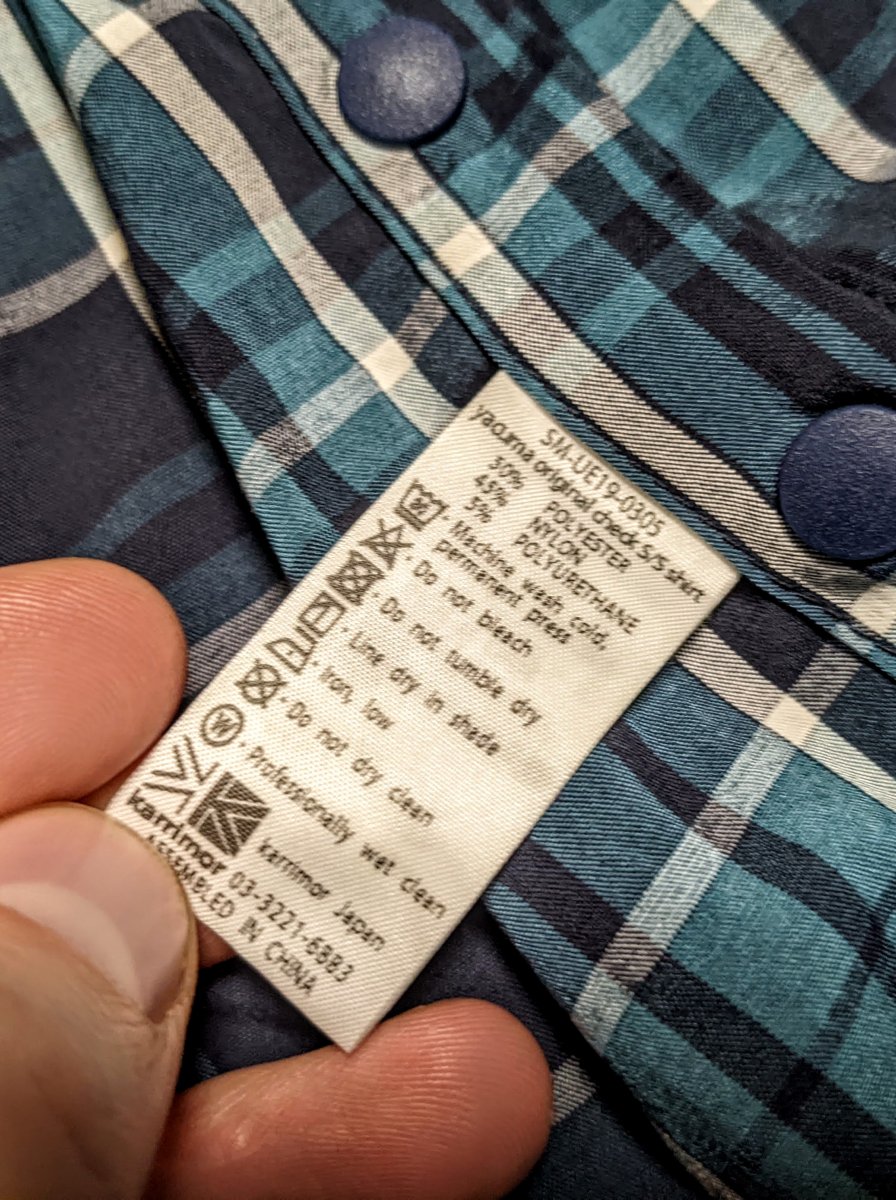 SM-UE19-0305
yacuma original check S/S shirt
50% POLYESTER
45% NYLON
5% POLYURETHANE
· Machine wash cold,
permanent press
· Do not bleach
· Do not tumble dry
· Line dry in shade
· Iron, low
· Do not dry clean
· Professionally wet clean
karrimor
karrimor Japan
03-3221-6883
ASSEMBLED IN CHINA